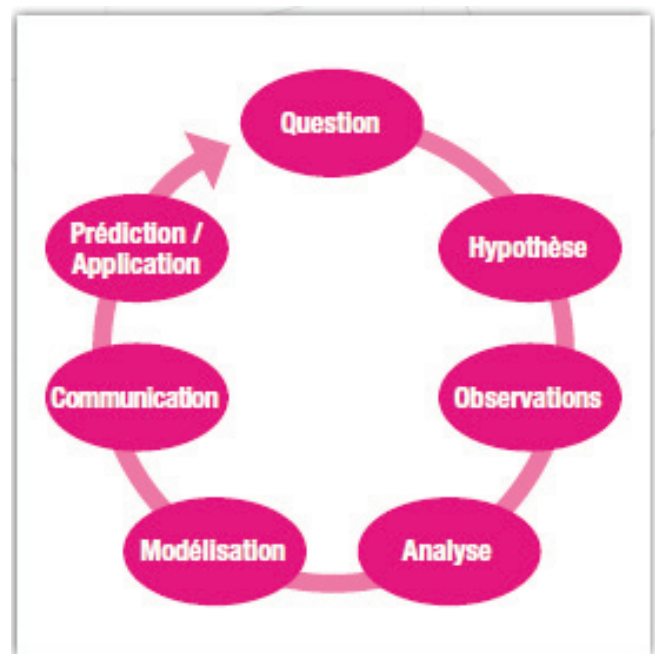 Question
Hypothèse
Observations
Analyse
Modélisation
Communication
Prédiction /
Application